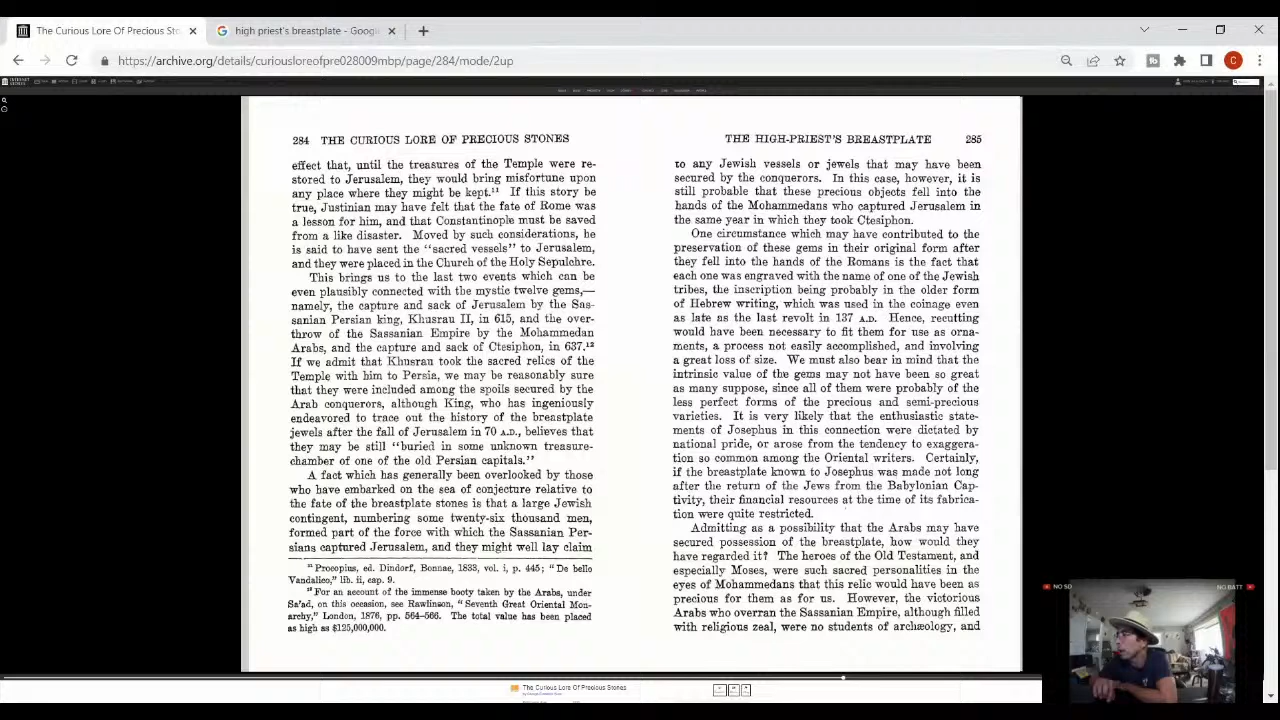 The Curious Lore Of Precious Sto
high priest's breastplate - Google
https://archive.org/details/curiousloreofpre028009mbp/page/284/mode/2up
C
284 THE CURIOUS LORE OF PRECIOUS STONES
effect that, until the treasures of the Temple were re-
stored to Jerusalem, they would bring misfortune upon
any place where they might be kept.¹¹ If this story be
true, Justinian may have felt that the fate of Rome was
a lesson for him, and that Constantinople must be saved
from a like disaster. Moved by such considerations, he
is said to have sent the “sacred vessels” to Jerusalem,
and they were placed in the Church of the Holy Sepulchre.
This brings us to the last two events which can be
even plausibly connected with the mystic twelve gems,—
namely, the capture and sack of Jerusalem by the Sas-
sanian Persian king, Khusrau II, in 615, and the over-
throw of the Sassanian Empire by the Mohammedan
Arabs, and the capture and sack of Ctesiphon, in 637.¹²
If we admit that Khusrau took the sacred relics of the
Temple with him to Persia, we may be reasonably sure
that they were included among the spoils secured by the
Arab conquerors, although King, who has ingeniously
endeavored to trace out the history of the breastplate
jewels after the fall of Jerusalem in 70 A.D., believes that
they may be still “buried in some unknown treasure-
chamber of one of the old Persian capitals.”
A fact which has generally been overlooked by those
who have embarked on the sea of conjecture relative to
the fate of the breastplate stones is that a large Jewish
contingent, numbering some twenty-six thousand men,
formed part of the force with which the Sassanian Per-
sians captured Jerusalem, and they might well lay claim
¹¹ Procopius, ed. Dindorf, Bonnae, 1833, vol. i, p. 445; “De bello
Vandalico,” lib. ii, cap. 9.
¹² For an account of the immense booty taken by the Arabs, under
Sa'ad, on this occasion, see Rawlinson, “Seventh Great Oriental Mon-
archy,” London, 1876, pp. 564–566. The total value has been placed
as high as $125,000,000.
THE HIGH-PRIEST'S BREASTPLATE 285
to any Jewish vessels or jewels that may have been
secured by the conquerors. In this case, however, it is
still probable that these precious objects fell into the
hands of the Mohammedans who captured Jerusalem in
the same year in which they took Ctesiphon.
One circumstance which may have contributed to the
preservation of these gems in their original form after
they fell into the hands of the Romans is the fact that
each one was engraved with the name of one of the Jewish
tribes, the inscription being probably in the older form
of Hebrew writing, which was used in the coinage even
as late as the last revolt in 137 A.D. Hence, recutting
would have been necessary to fit them for use as orna-
ments, a process not easily accomplished, and involving
a great loss of size. We must also bear in mind that the
intrinsic value of the gems may not have been so great
as many suppose, since all of them were probably of the
less perfect forms of the precious and semi-precious
varieties. It is very likely that the enthusiastic state-
ments of Josephus in this connection were dictated by
national pride, or arose from the tendency to exaggera-
tion so common among the Oriental writers. Certainly,
if the breastplate known to Josephus was made not long
after the return of the Jews from the Babylonian Cap-
tivity, their financial resources at the time of its fabrica-
tion were quite restricted.
Admitting as a possibility that the Arabs may have
secured possession of the breastplate, how would they
have regarded it? The heroes of the Old Testament, and
especially Moses, were such sacred personalities in the
eyes of Mohammedans that this relic would have been as
precious for them as for us. However, the victorious
Arabs who overran the Sassanian Empire, although filled
with religious zeal, were no students of archæology, and
NO SD
NO BATT
The Curious Lore Of Precious Stones